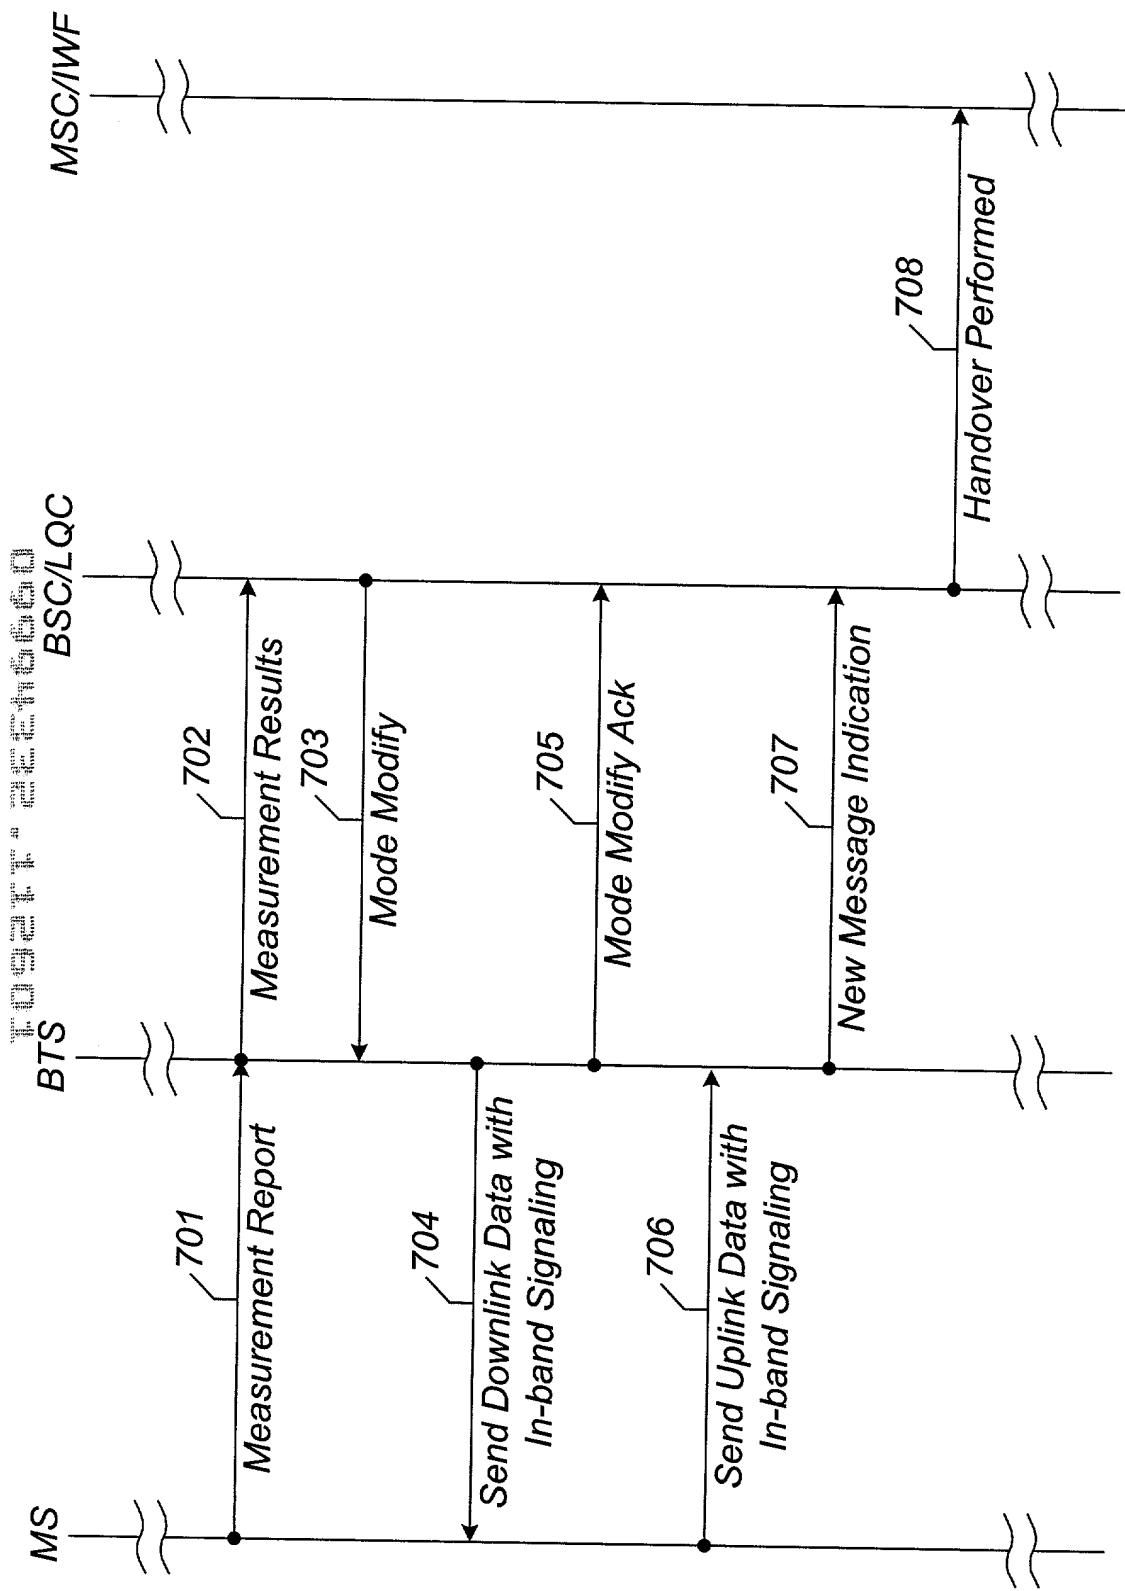 MS
BTS
BSC/LQC
MSC/IWF
701
Measurement Report
702
Measurement Results
703
Mode Modify
704
Send Downlink Data with
In-band Signaling
705
Mode Modify Ack
706
Send Uplink Data with
In-band Signaling
707
New Message Indication
708
Handover Performed